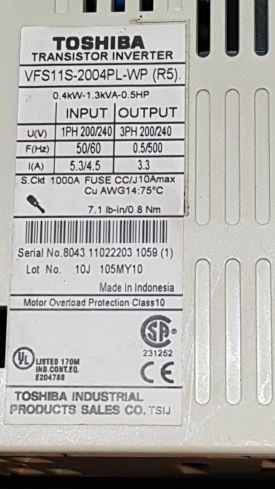 TOSHIBA
TRANSISTOR INVERTER
VFS11S-2004PL-WP (R5).
0.4kW-1.3kVA-0.5HP
INPUT OUTPUT
U(V) 1PH 200/240 3PH 200/240
F(Hz) 50/60 0.5/500
I(A) 5.3/4.5 3.3
S.Ckt 1000A FUSE CC/J10Amax
Cu AWG14:75°C
7.1 lb-in/0.8 Nm
Serial No.8043 11022203 1059 (1)
Lot No. 10J 105MY10
Made in Indonesia
Motor Overload Protection Class10
SA
231252
UL LISTED 170M
IND.CONT.EQ.
E204788
CE
TOSHIBA INDUSTRIAL
PRODUCTS SALES CO. TSIJ